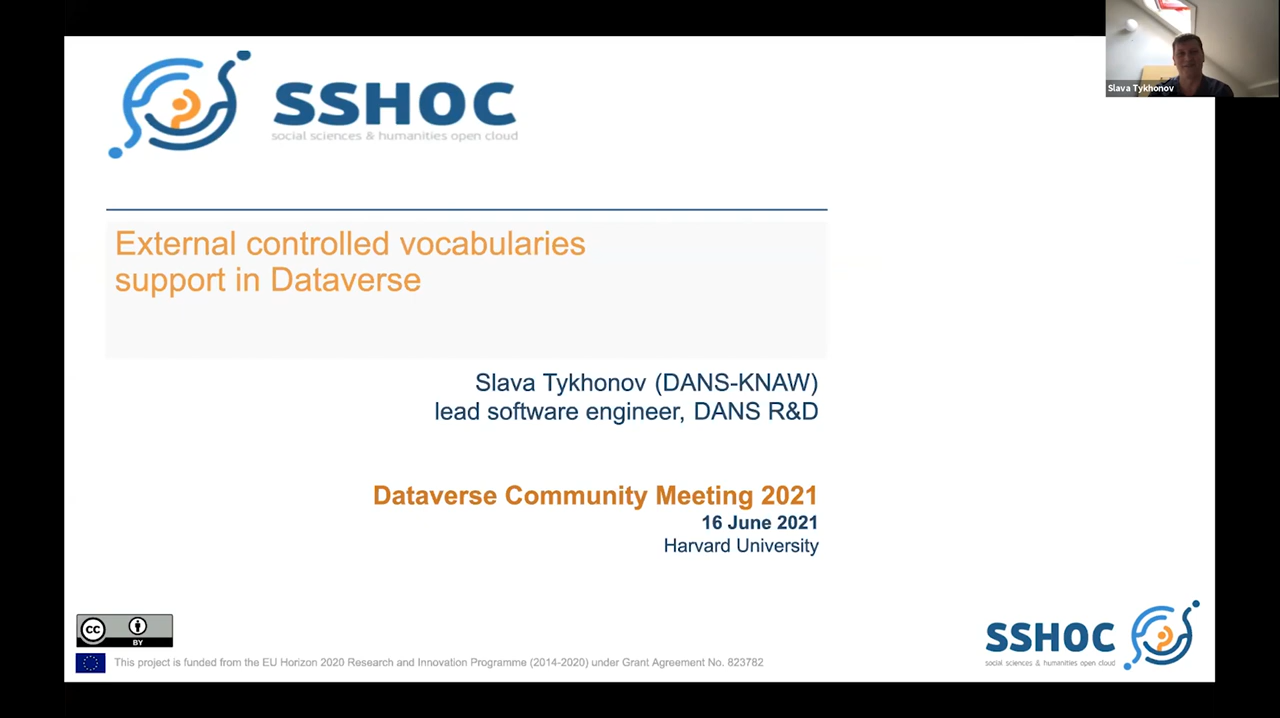 SSHOC
social sciences & humanities open cloud
Slava Tykhonov
External controlled vocabularies
support in Dataverse
Slava Tykhonov (DANS-KNAW)
lead software engineer, DANS R&D
Dataverse Community Meeting 2021
16 June 2021
Harvard University
cc
BY
This project is funded from the EU Horizon 2020 Research and Innovation Programme (2014-2020) under Grant Agreement No. 823782
SSHOC
social sciences & humanities open cloud